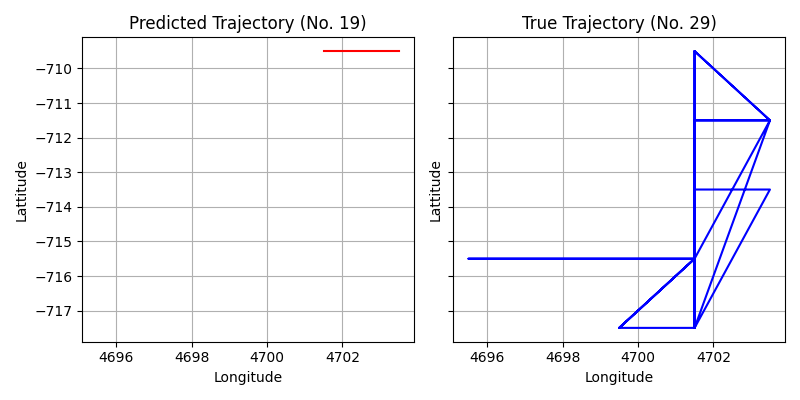 Predicted Trajectory (No. 19)
Lattitude
−710
−711
−712
−713
−714
−715
−716
−717
4696 4698 4700 4702
Longitude
True Trajectory (No. 29)
Lattitude
4696 4698 4700 4702
Longitude